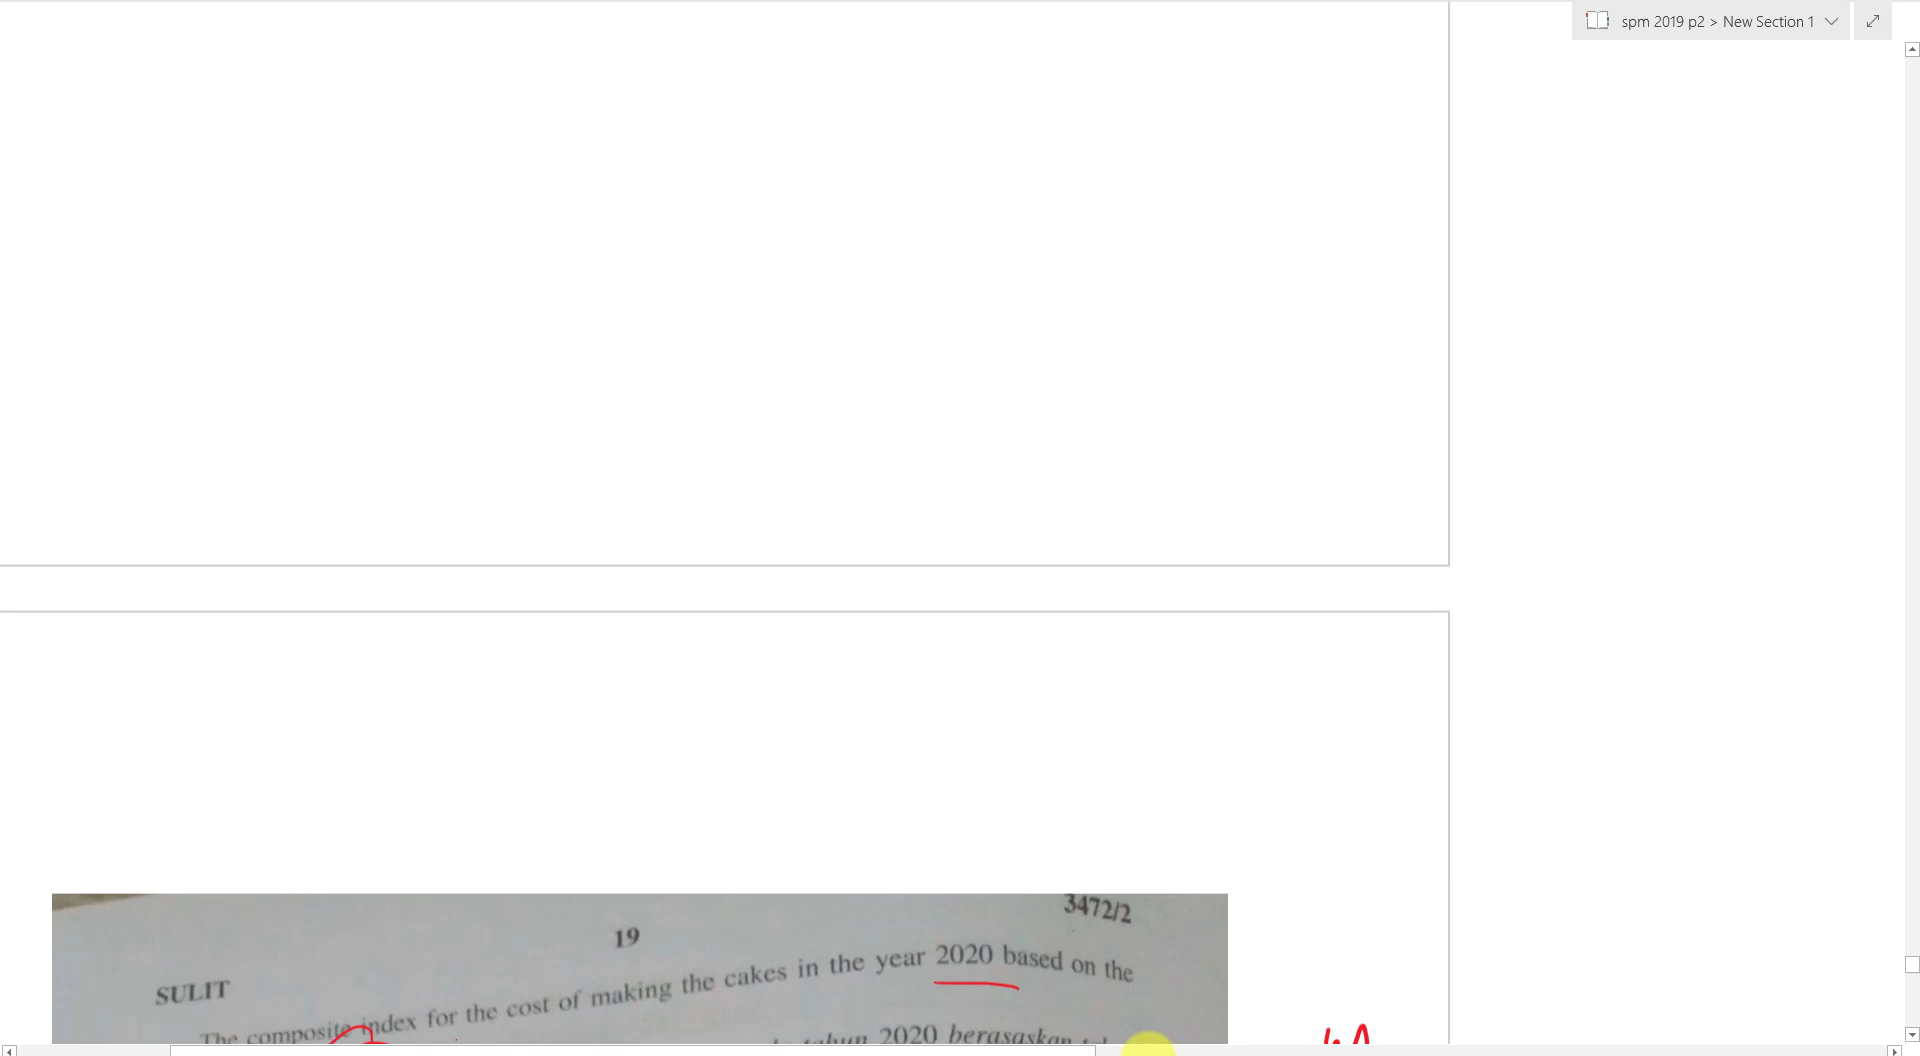 spm 2019 p2 > New Section 1
3472/2
19
SULIT
The composite index for the cost of making the cakes in the year 2020 based on the
tahun 2020 berasaskan